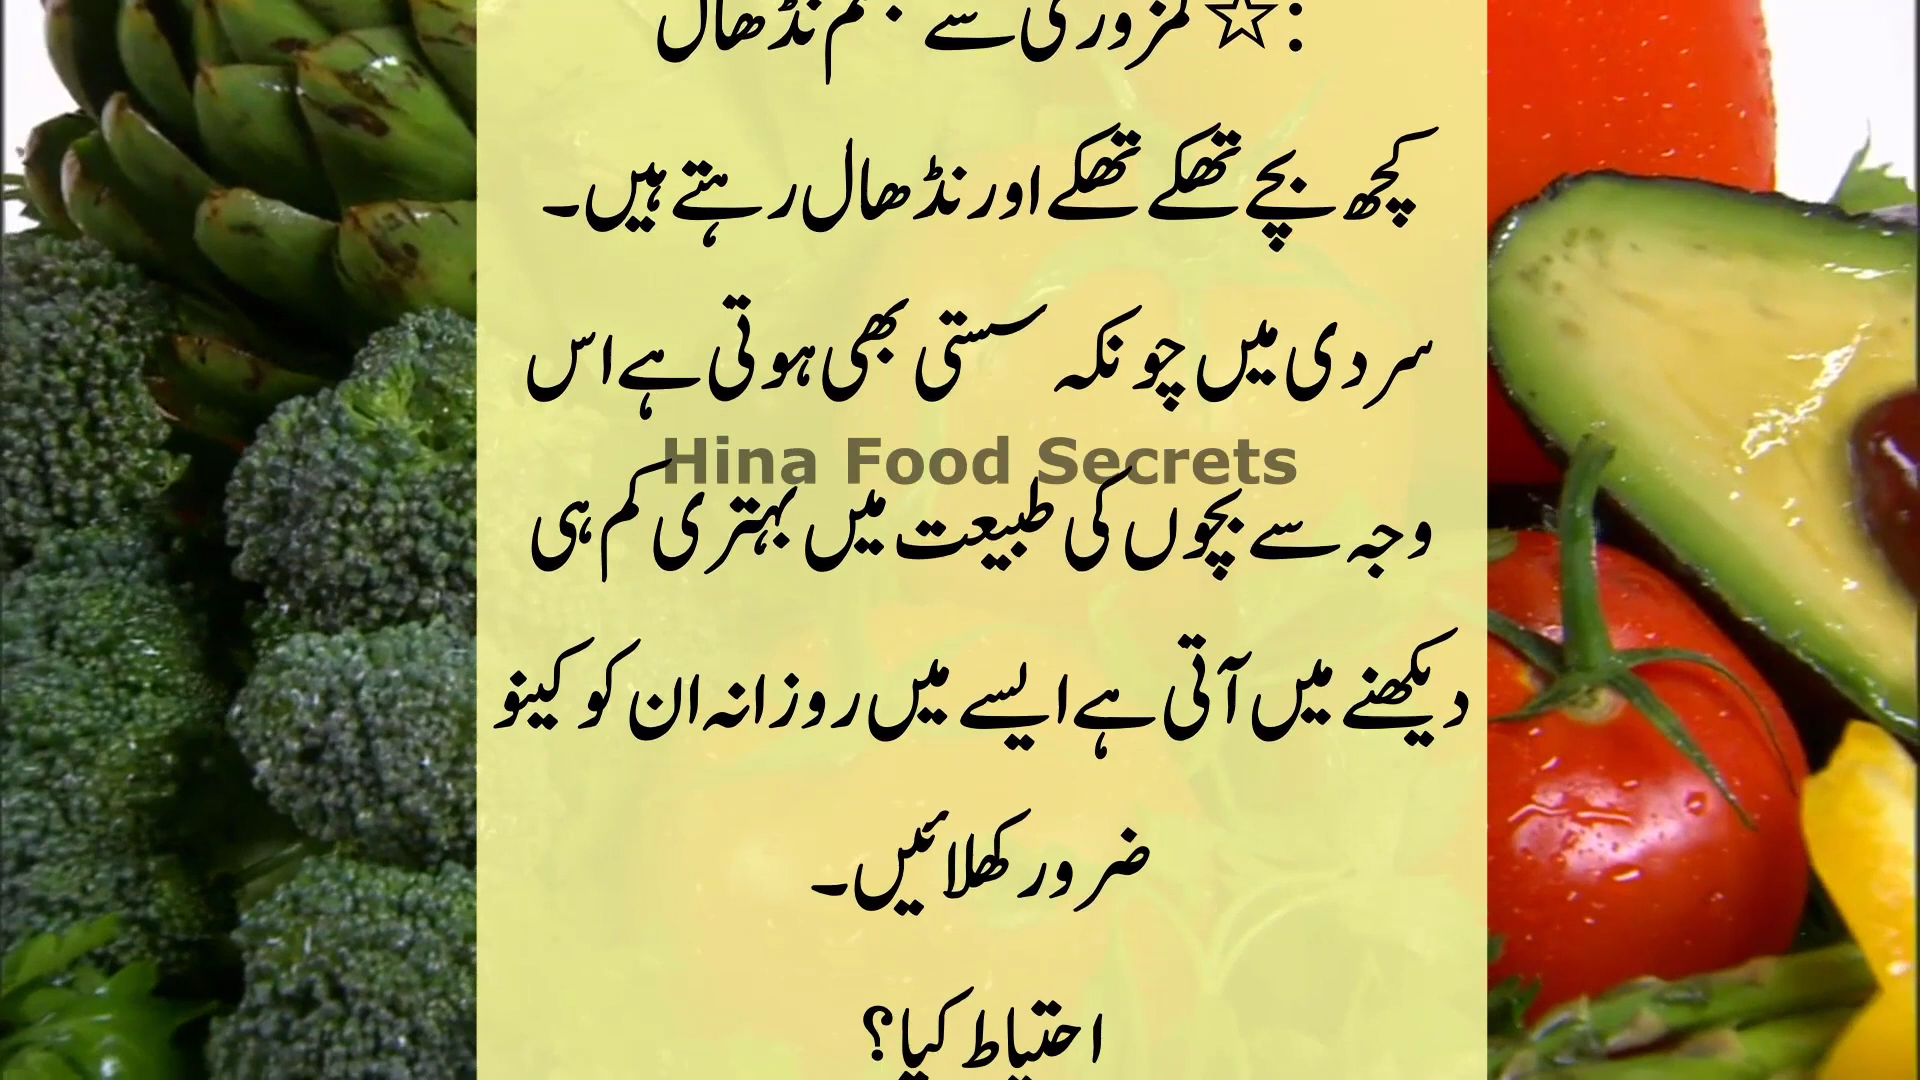 ☆ کمزوری سے جسم نڈھال:
کچھ بچے تھکے تھکے اور نڈھال رہتے ہیں۔
سردی میں چونکہ سستی بھی ہوتی ہے اس
Hina Food Secrets
وجہ سے بچوں کی طبیعت میں بہتری کم ہی
دیکھنے میں آتی ہے ایسے میں روزانہ ان کو کینو
ضرور کھلائیں۔
احتیاط کیا؟